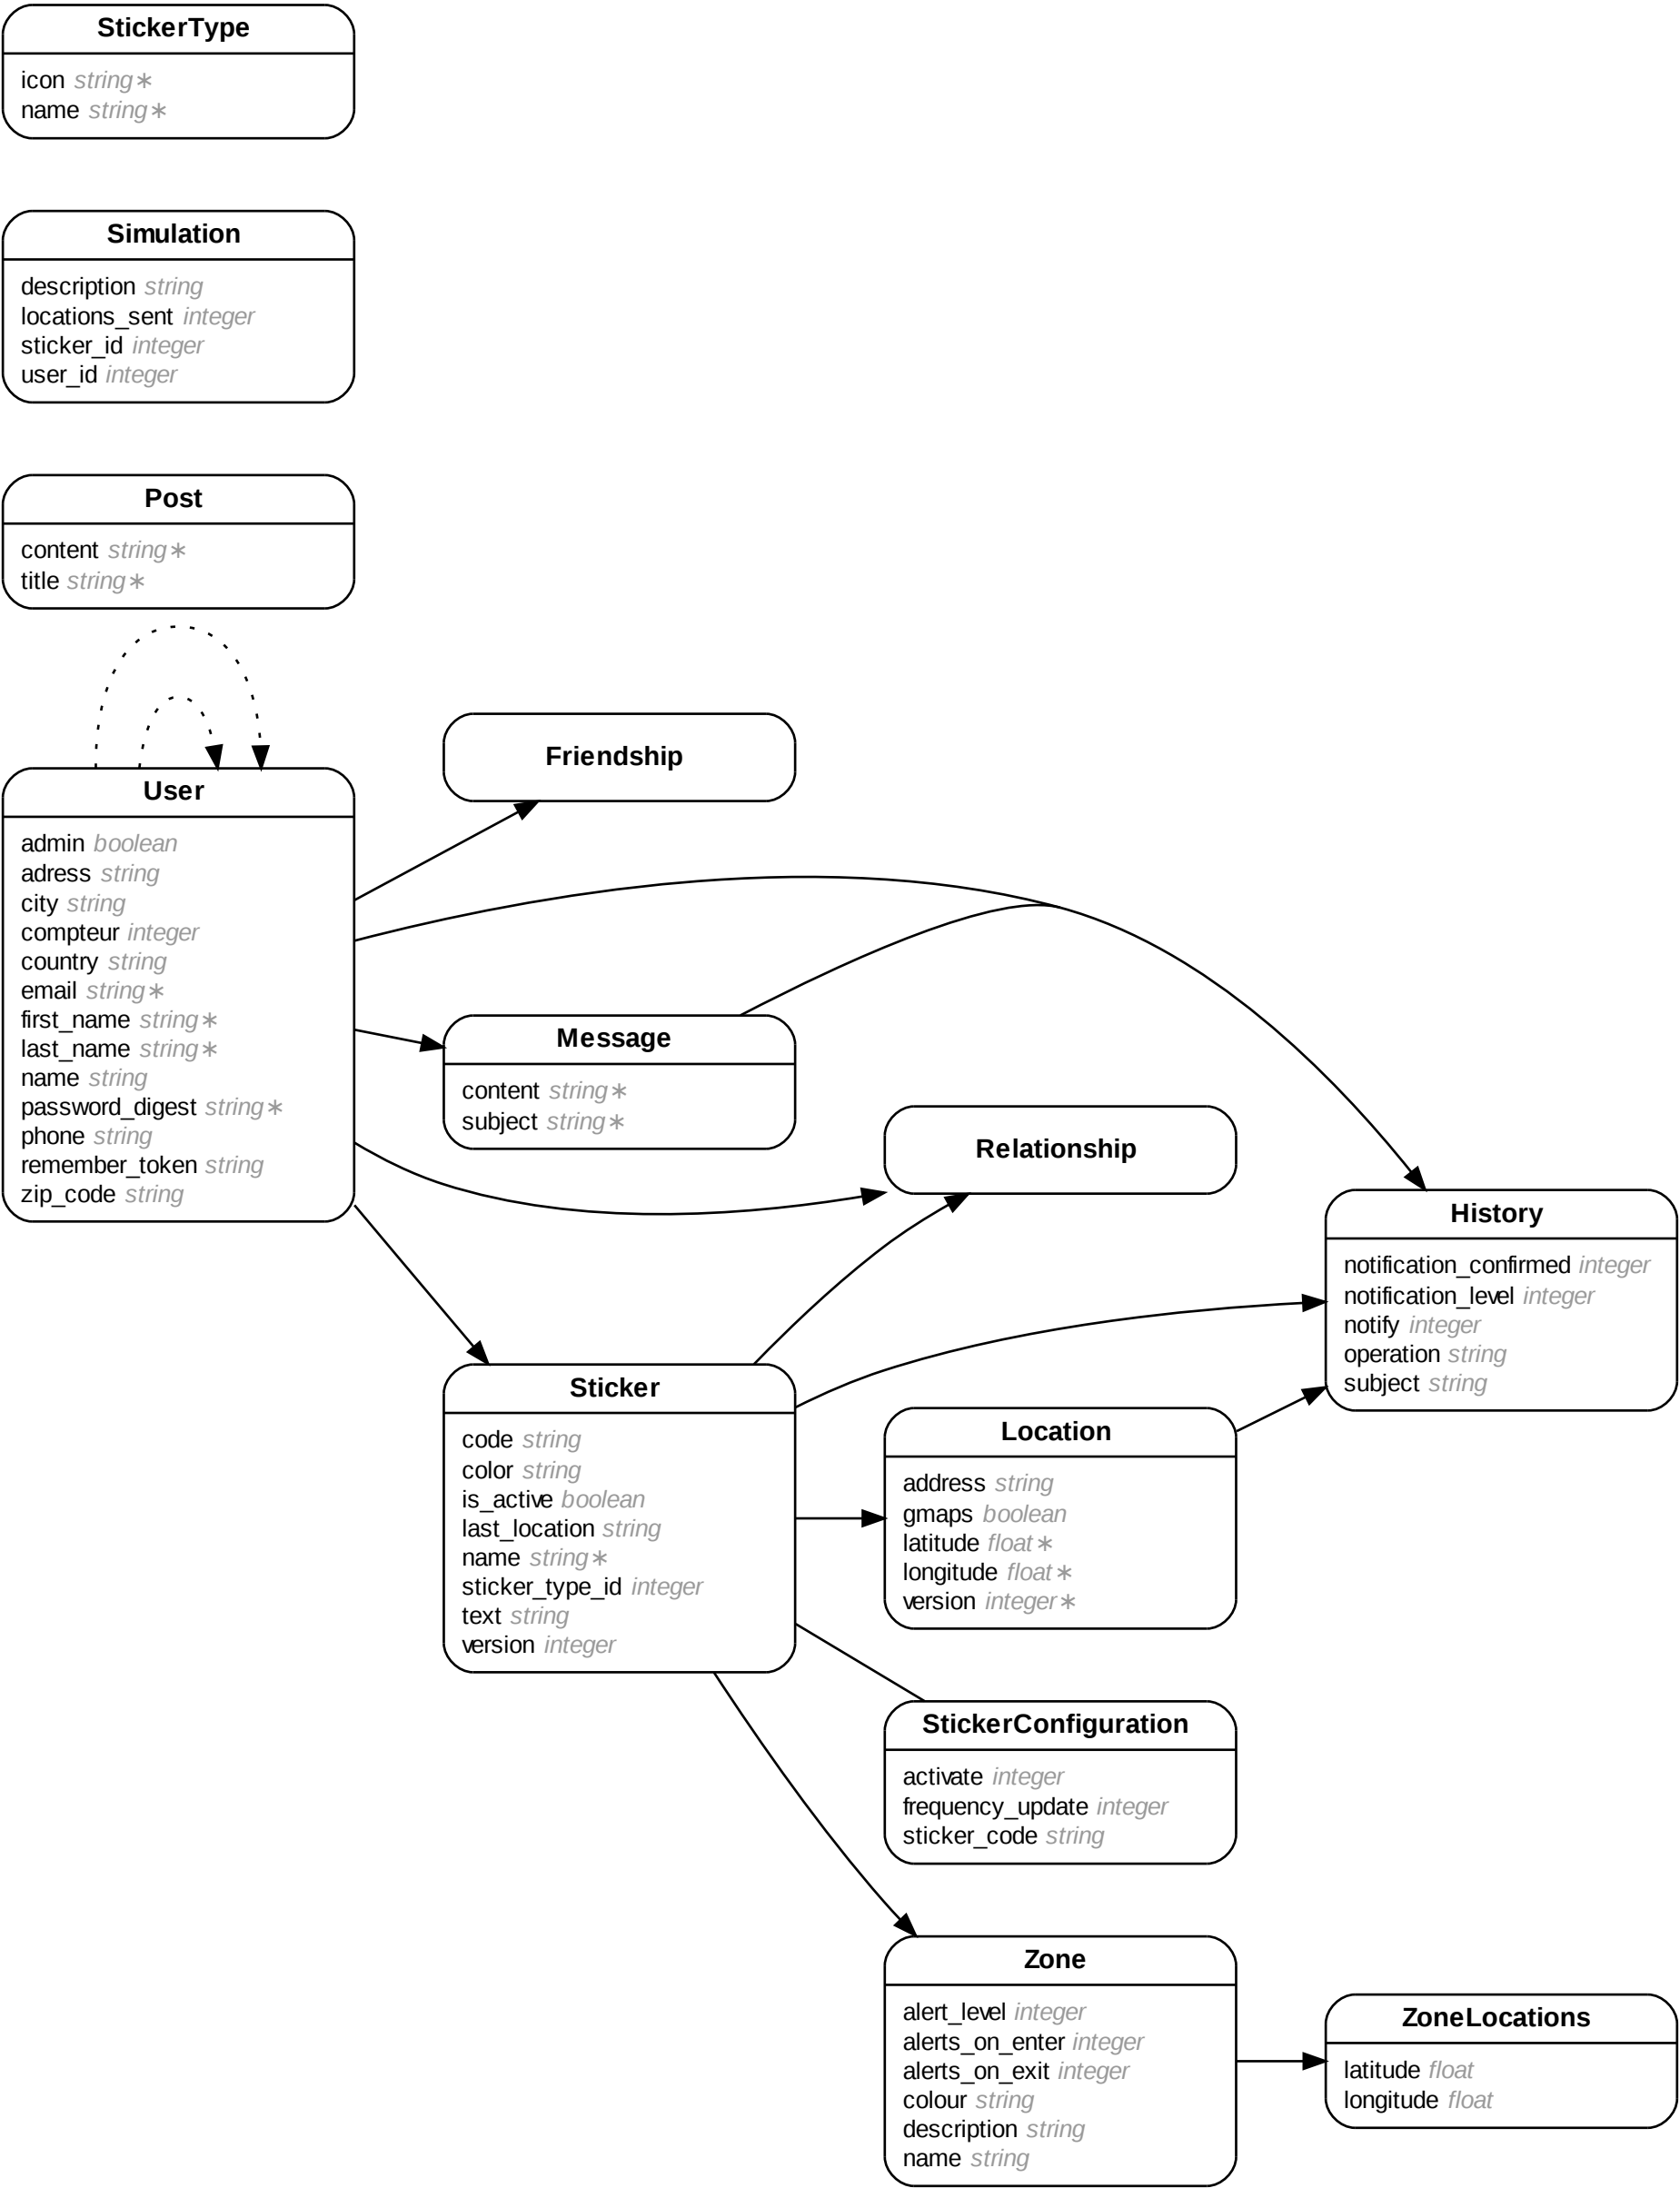 StickerType
icon string∗
name string∗
Simulation
description string
locations_sent integer
sticker_id integer
user_id integer
Post
content string∗
title string∗
User
admin boolean
adress string
city string
compteur integer
country string
email string∗
first_name string∗
last_name string∗
name string
password_digest string∗
phone string
remember_token string
zip_code string
Friendship
Message
content string∗
subject string∗
Relationship
History
notification_confirmed integer
notification_level integer
notify integer
operation string
subject string
Sticker
code string
color string
is_active boolean
last_location string
name string∗
sticker_type_id integer
text string
version integer
Location
address string
gmaps boolean
latitude float∗
longitude float∗
version integer∗
StickerConfiguration
activate integer
frequency_update integer
sticker_code string
Zone
alert_level integer
alerts_on_enter integer
alerts_on_exit integer
colour string
description string
name string
ZoneLocations
latitude float
longitude float